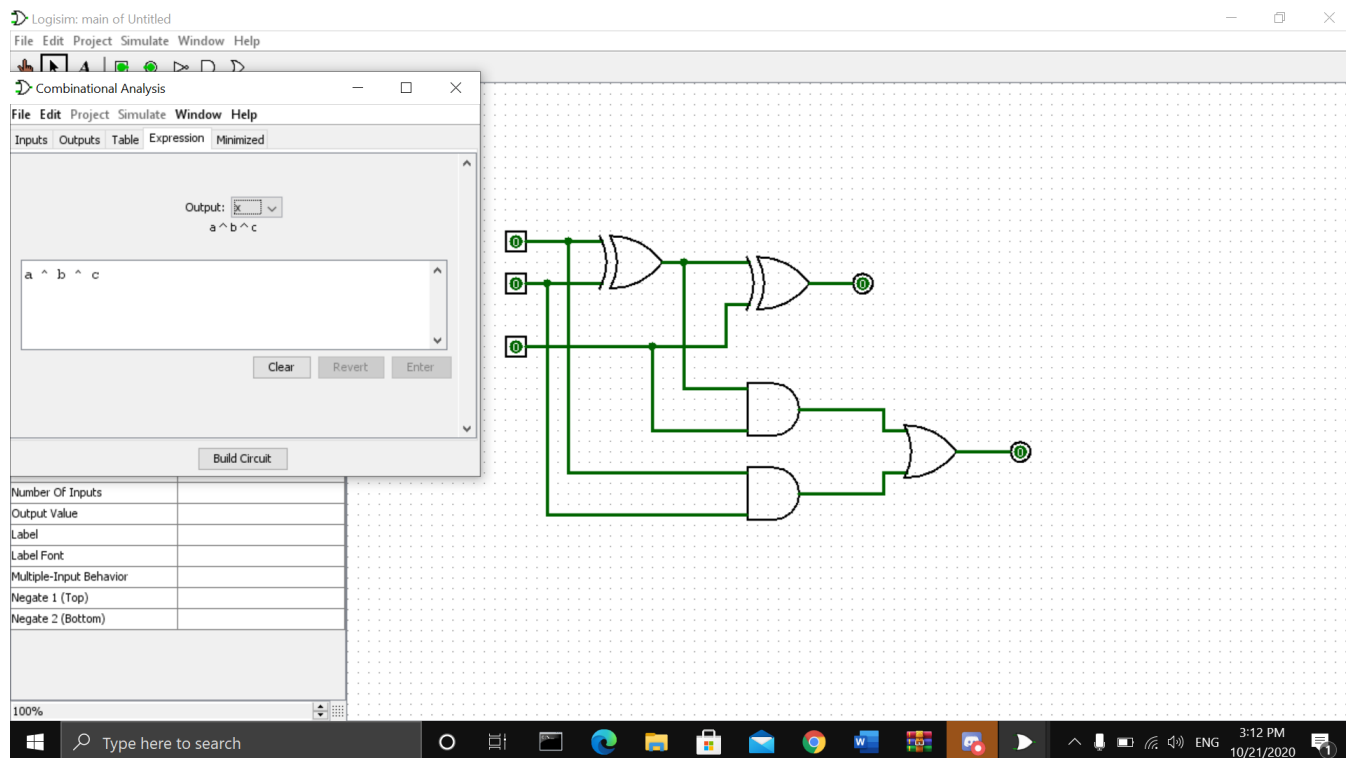 Logisim: main of Untitled
File Edit Project Simulate Window Help
A
Combinational Analysis
File Edit Project Simulate Window Help
Inputs Outputs Table Expression Minimized
Output: x
a ^ b ^ c
a ^ b ^ c
Clear Revert Enter
Build Circuit
Number Of Inputs
Output Value
Label
Label Font
Multiple-Input Behavior
Negate 1 (Top)
Negate 2 (Bottom)
100%
0
0
0
0
0
Type here to search
ENG
3:12 PM
10/21/2020
1